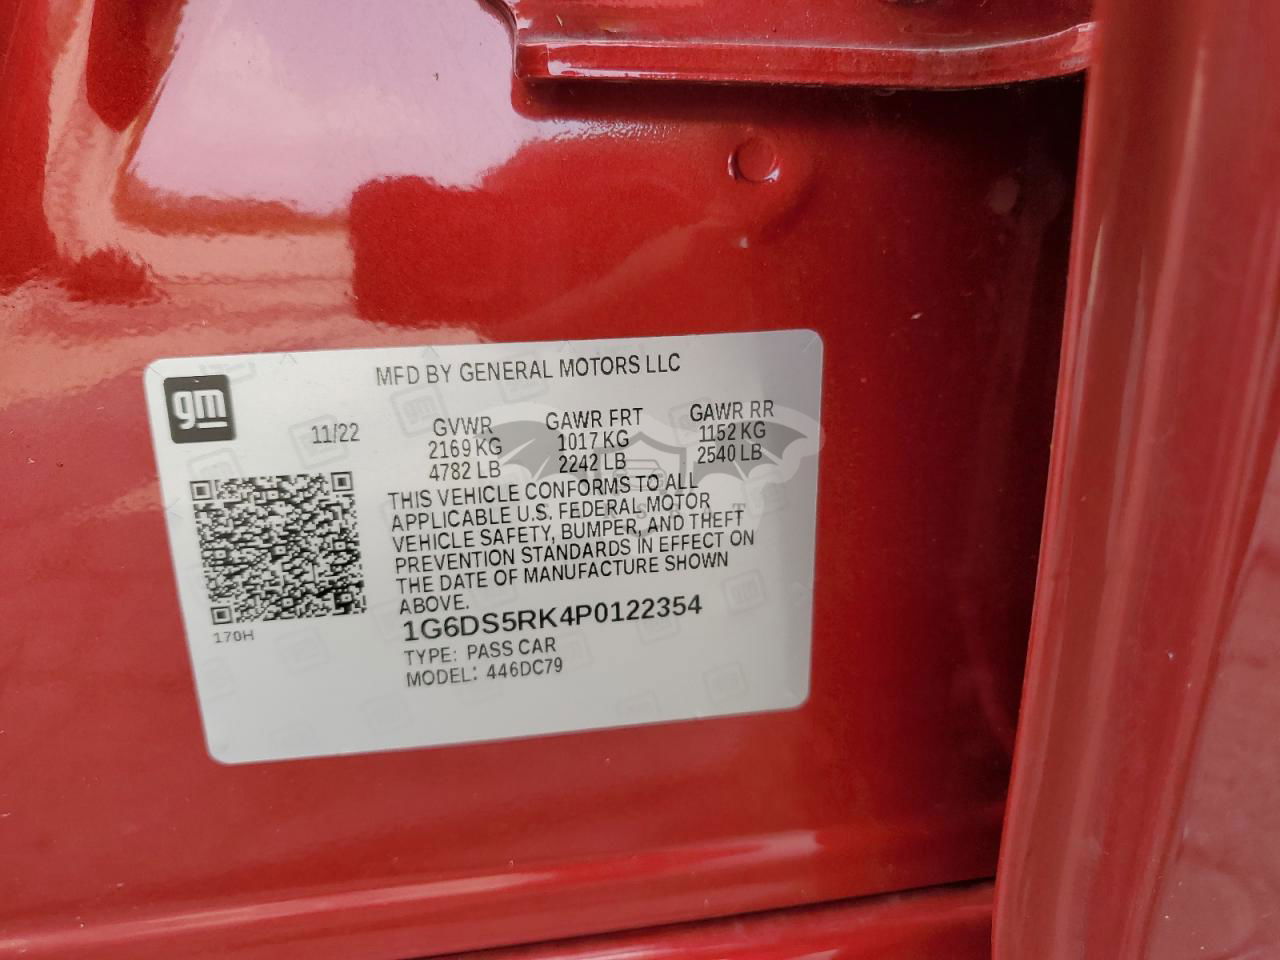 MFD BY GENERAL MOTORS LLC
gm
11/22
GVWR GAWR FRT GAWR RR
2169 KG 1017 KG 1152 KG
4782 LB 2242 LB 2540 LB
THIS VEHICLE CONFORMS TO ALL
APPLICABLE U.S. FEDERAL MOTOR
VEHICLE SAFETY, BUMPER, AND THEFT
PREVENTION STANDARDS IN EFFECT ON
THE DATE OF MANUFACTURE SHOWN
ABOVE.
170H
1G6DS5RK4P0122354
TYPE: PASS CAR
MODEL: 446DC79